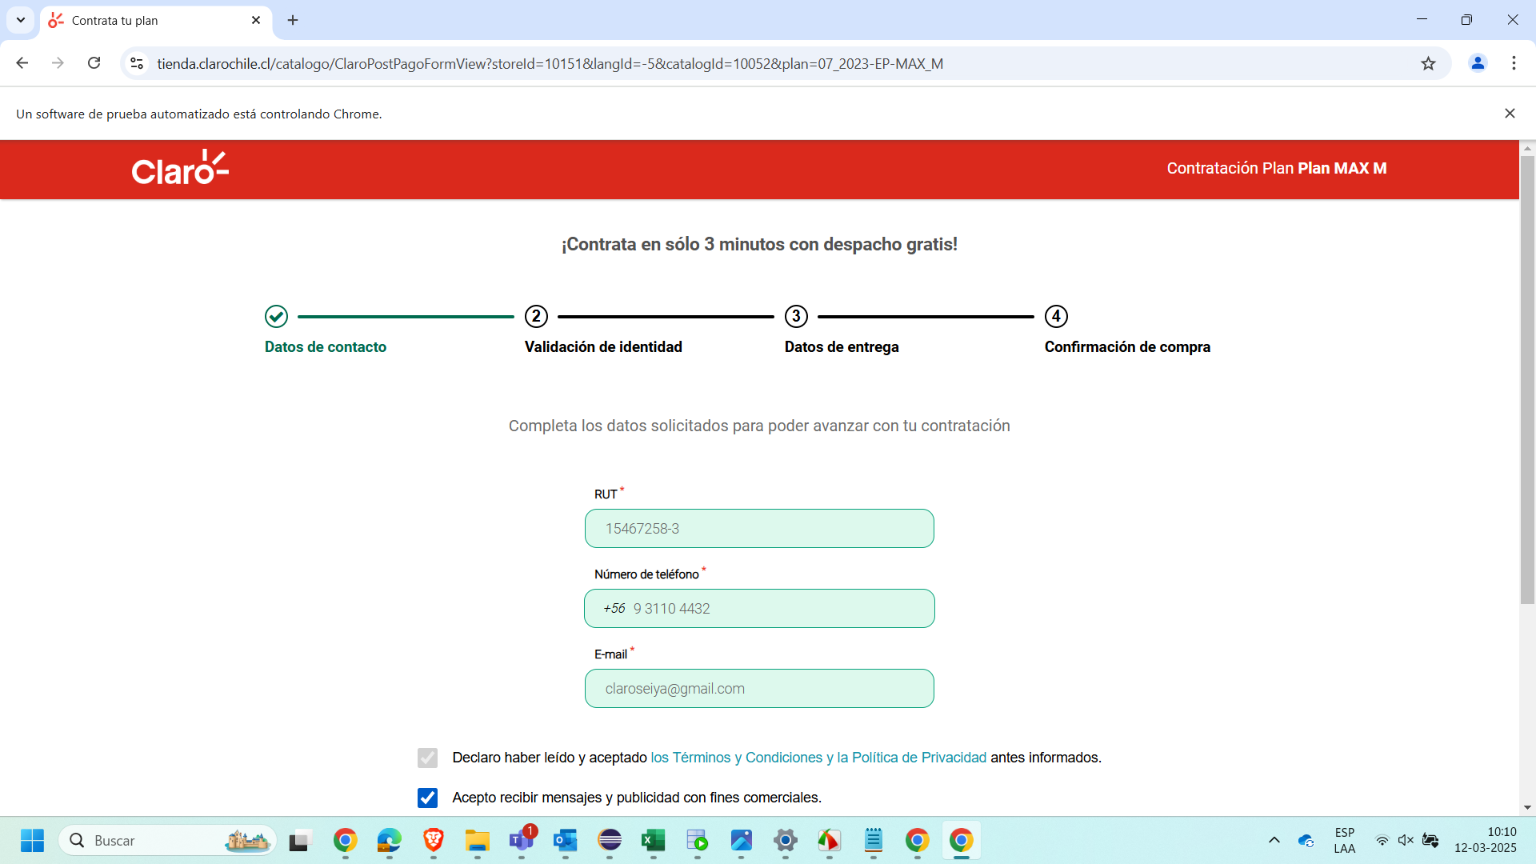 Contrata tu plan
tienda.clarochile.cl/catalogo/ClaroPostPagoFormView?storeId=10151&langId=-5&catalogId=10052&plan=07_2023-EP-MAX_M
Un software de prueba automatizado está controlando Chrome.
Claro
Contratación Plan Plan MAX M
¡Contrata en sólo 3 minutos con despacho gratis!
2
3
4
Datos de contacto
Validación de identidad
Datos de entrega
Confirmación de compra
Completa los datos solicitados para poder avanzar con tu contratación
RUT *
15467258-3
Número de teléfono *
+56 9 3110 4432
E-mail *
claroseiya@gmail.com
Declaro haber leído y aceptado los Términos y Condiciones y la Política de Privacidad antes informados.
Acepto recibir mensajes y publicidad con fines comerciales.
Buscar
1
ESP
LAA
10:10
12-03-2025